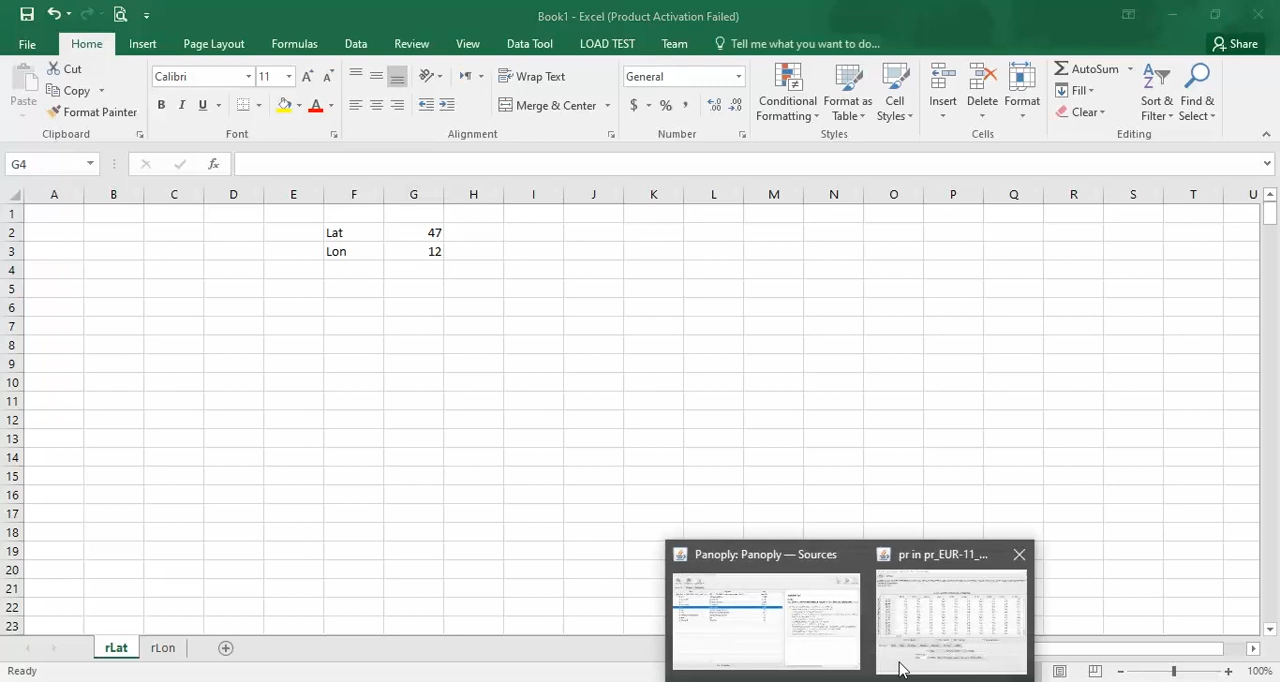 Book1 - Excel (Product Activation Failed)
File Home Insert Page Layout Formulas Data Review View Data Tool LOAD TEST Team Tell me what you want to do... Share
Paste Cut Copy Format Painter Clipboard
Calibri 11 B I U A Font
Wrap Text Merge & Center Alignment
General $ % , Number
Conditional Formatting Format as Table Cell Styles Styles
Insert Delete Format Cells
AutoSum Fill Clear Sort & Filter Find & Select Editing
G4 fx
A B C D E F G H I J K L M N O P Q R S T U
1
2 Lat 47
3 Lon 12
4
5
6
7
8
9
10
11
12
13
14
15
16
17
18
19
20
21
22
23
Panoply: Panoply — Sources pr in pr_EUR-11_...
rLat rLon
Ready 100%